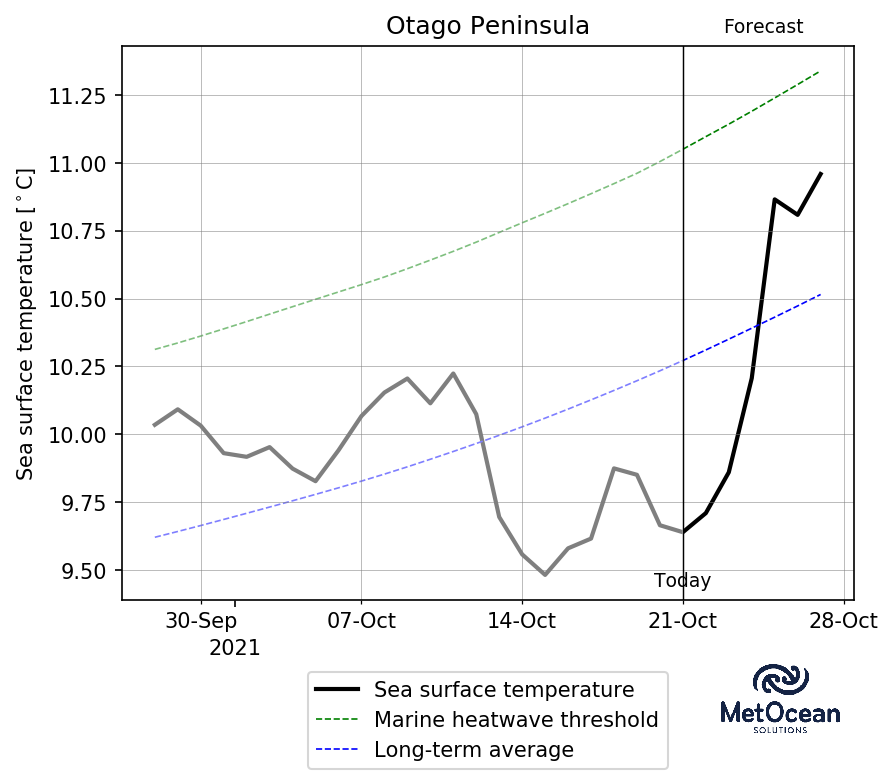 Otago Peninsula
Forecast
11.25
11.00
10.75
10.50
10.25
10.00
9.75
9.50
Sea surface temperature [°C]
Today
30-Sep
07-Oct
14-Oct
21-Oct
28-Oct
2021
Sea surface temperature
Marine heatwave threshold
Long-term average
MetOcean
SOLUTIONS